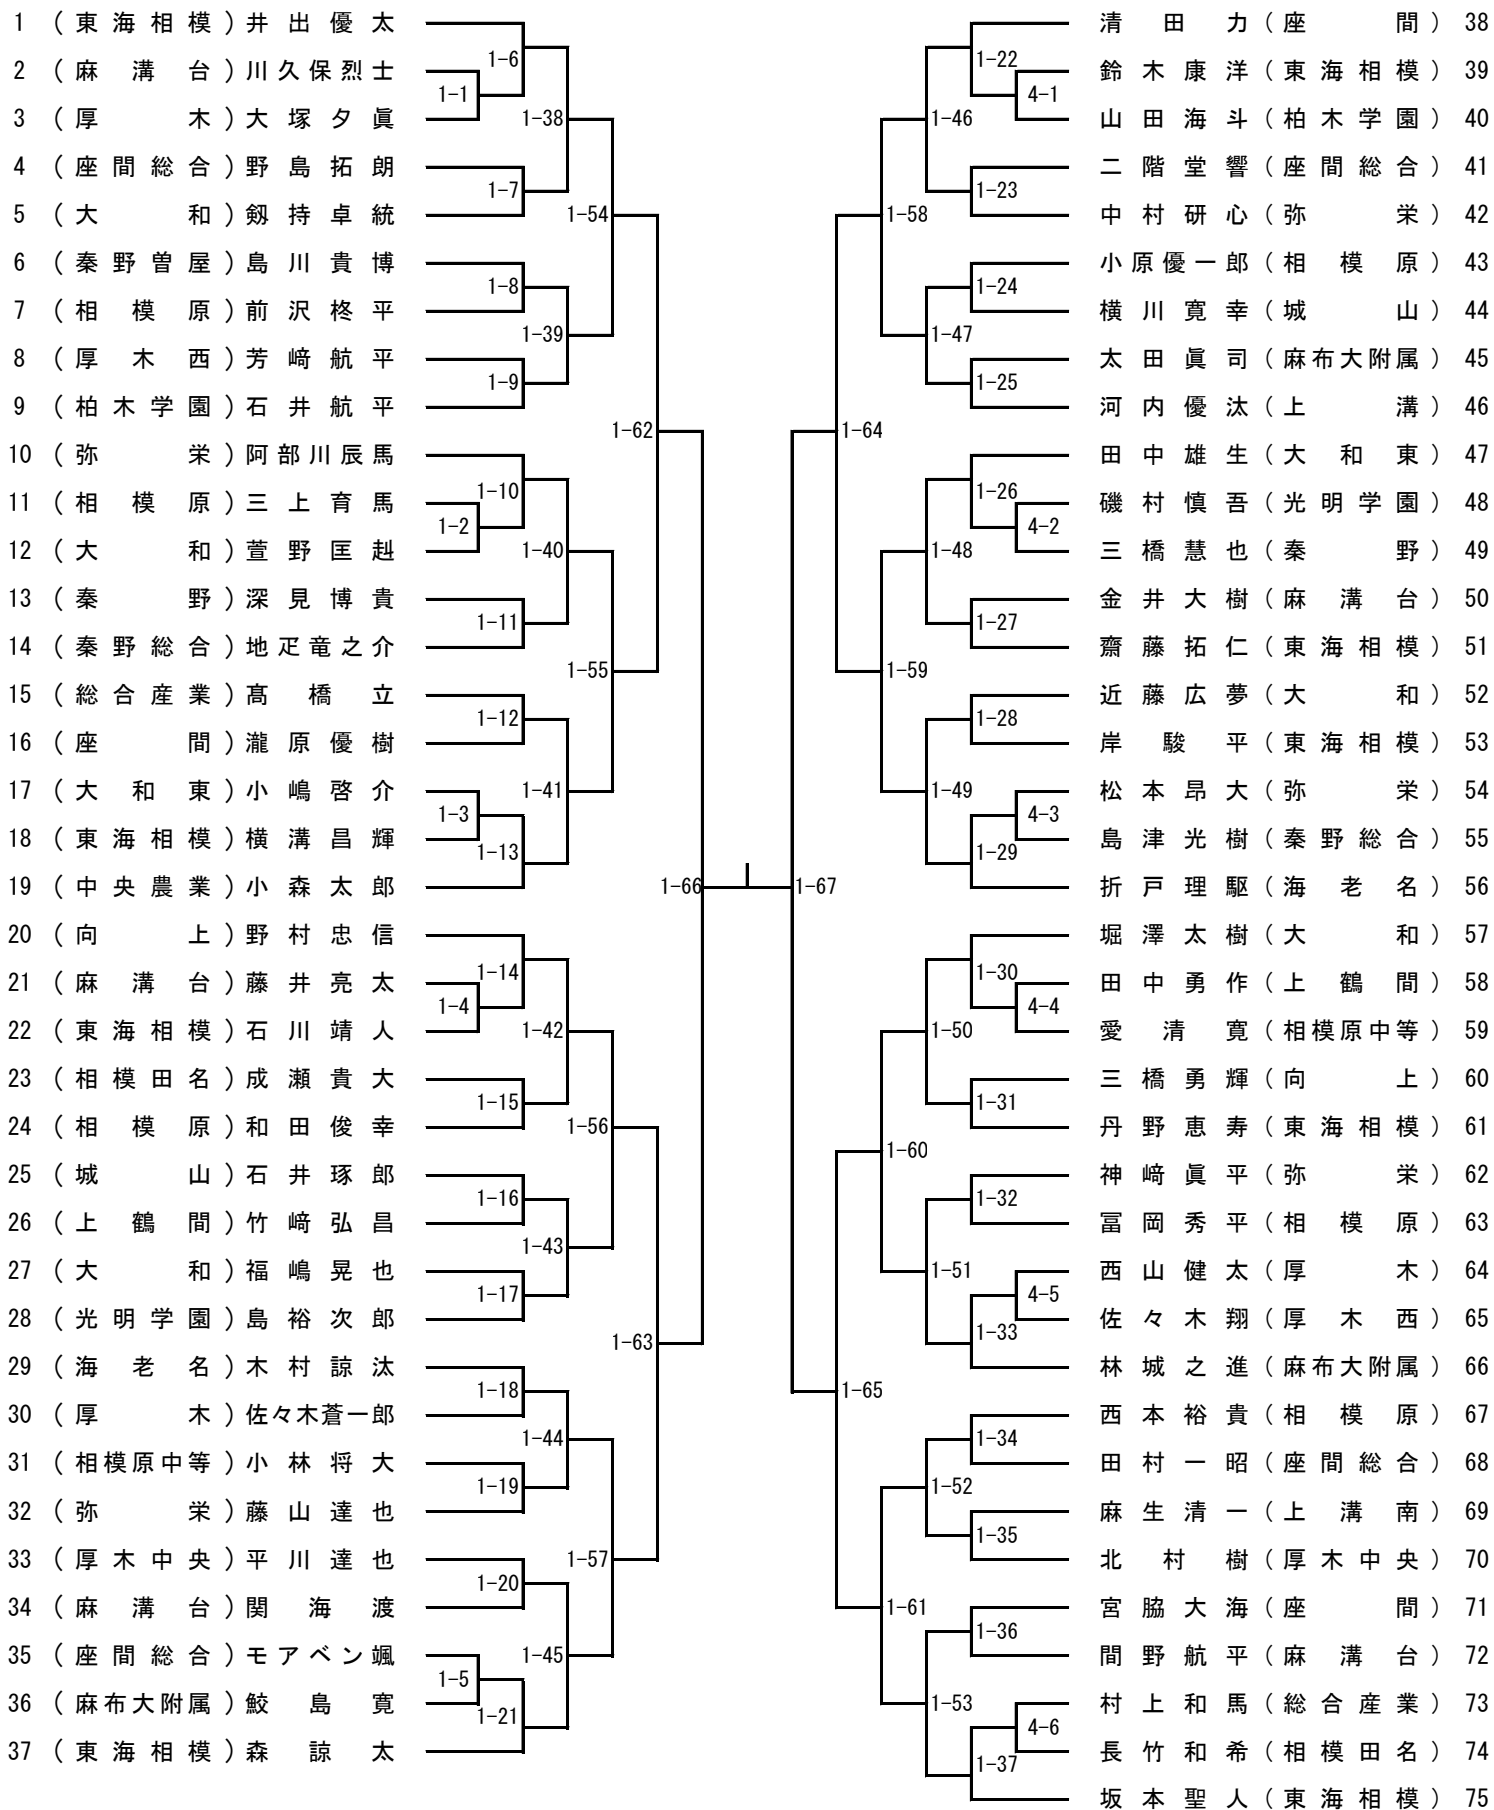 1 （東海相模）井出優太
2 （麻溝台）川久保烈士
3 （厚木）大塚夕眞
4 （座間総合）野島拓朗
5 （大和）剱持卓統
6 （秦野曽屋）島川貴博
7 （相模原）前沢柊平
8 （厚木西）芳﨑航平
9 （柏木学園）石井航平
10 （弥栄）阿部川辰馬
11 （相模原）三上育馬
12 （大和）萱野匡赳
13 （秦野）深見博貴
14 （秦野総合）地疋竜之介
15 （総合産業）髙橋立
16 （座間）瀧原優樹
17 （大和東）小嶋啓介
18 （東海相模）横溝昌輝
19 （中央農業）小森太郎
20 （向上）野村忠信
21 （麻溝台）藤井亮太
22 （東海相模）石川靖人
23 （相模田名）成瀬貴大
24 （相模原）和田俊幸
25 （城山）石井琢郎
26 （上鶴間）竹﨑弘昌
27 （大和）福嶋晃也
28 （光明学園）島裕次郎
29 （海老名）木村諒汰
30 （厚木）佐々木蒼一郎
31 （相模原中等）小林将大
32 （弥栄）藤山達也
33 （厚木中央）平川達也
34 （麻溝台）関海渡
35 （座間総合）モアベン颯
36 （麻布大附属）鮫島寛
37 （東海相模）森諒太
1-1
1-2
1-3
1-4
1-5
1-6
1-7
1-8
1-9
1-10
1-11
1-12
1-13
1-14
1-15
1-16
1-17
1-18
1-19
1-20
1-21
1-38
1-39
1-40
1-41
1-42
1-43
1-44
1-45
1-54
1-55
1-56
1-57
1-62
1-63
1-66
1-67
1-64
1-65
1-58
1-59
1-60
1-61
1-46
1-47
1-48
1-49
1-50
1-51
1-52
1-53
1-22
1-23
1-24
1-25
1-26
1-27
1-28
1-29
1-30
1-31
1-32
1-33
1-34
1-35
1-36
1-37
4-1
4-2
4-3
4-4
4-5
4-6
清田力（座間） 38
鈴木康洋（東海相模） 39
山田海斗（柏木学園） 40
二階堂響（座間総合） 41
中村研心（弥栄） 42
小原優一郎（相模原） 43
横川寛幸（城山） 44
太田眞司（麻布大附属） 45
河内優汰（上溝） 46
田中雄生（大和東） 47
磯村慎吾（光明学園） 48
三橋慧也（秦野） 49
金井大樹（麻溝台） 50
齋藤拓仁（東海相模） 51
近藤広夢（大和） 52
岸駿平（東海相模） 53
松本昂大（弥栄） 54
島津光樹（秦野総合） 55
折戸理駆（海老名） 56
堀澤太樹（大和） 57
田中勇作（上鶴間） 58
愛清寛（相模原中等） 59
三橋勇輝（向上） 60
丹野恵寿（東海相模） 61
神﨑眞平（弥栄） 62
冨岡秀平（相模原） 63
西山健太（厚木） 64
佐々木翔（厚木西） 65
林城之進（麻布大附属） 66
西本裕貴（相模原） 67
田村一昭（座間総合） 68
麻生清一（上溝南） 69
北村樹（厚木中央） 70
宮脇大海（座間） 71
間野航平（麻溝台） 72
村上和馬（総合産業） 73
長竹和希（相模田名） 74
坂本聖人（東海相模） 75